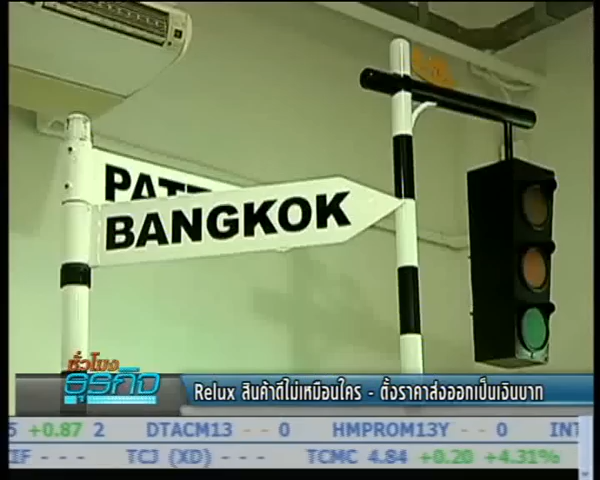 PATT
BANGKOK
ชั่วโมง
ธุรกิจ
Relux สินค้าดีไม่เหมือนใคร - ตั้งราคาส่งออกเป็นเงินบาท
5 +0.87 2 DTACM13 - - 0 HMPROM13Y - - 0 INT
IF - - - TCJ (XD) - - - TCMC 4.84 +0.20 +4.31%